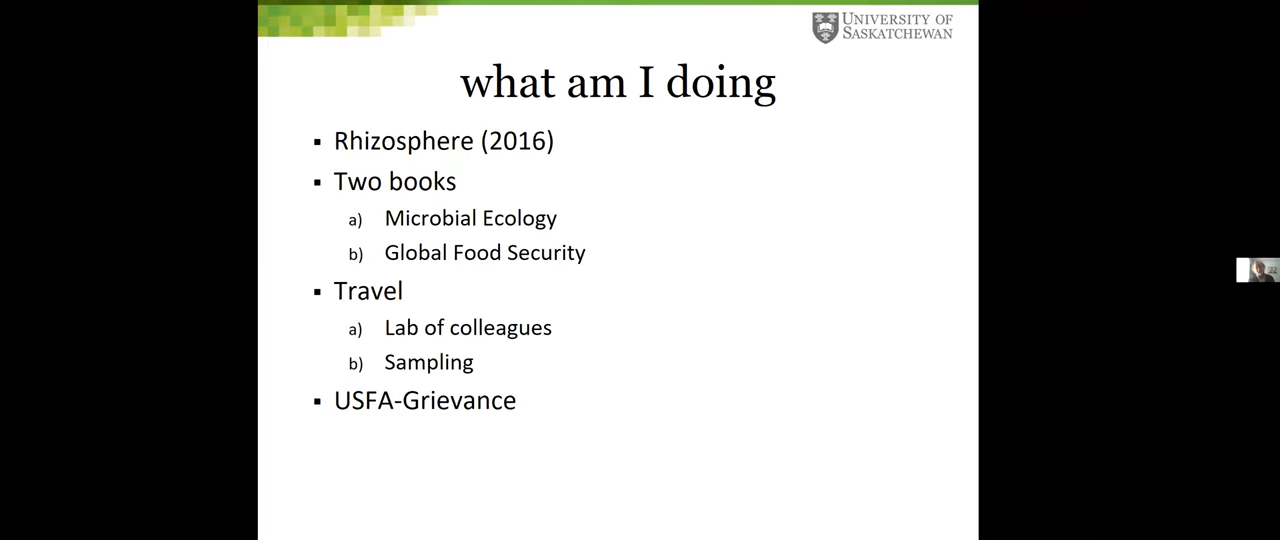 UNIVERSITY OF
SASKATCHEWAN
what am I doing
▪ Rhizosphere (2016)
▪ Two books
a) Microbial Ecology
b) Global Food Security
▪ Travel
a) Lab of colleagues
b) Sampling
▪ USFA-Grievance